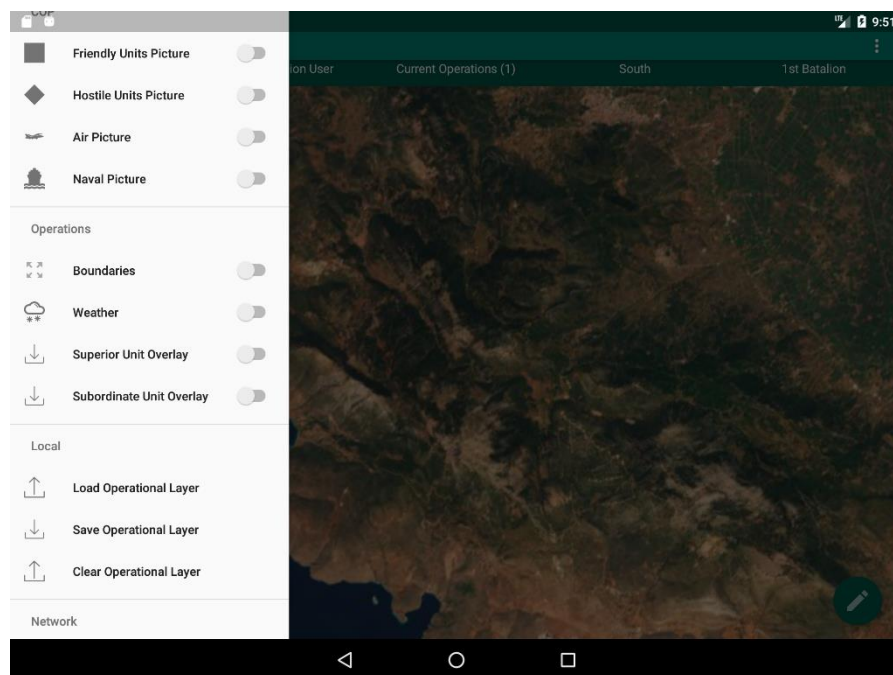 COP
LTE 9:51
Friendly Units Picture
ion User Current Operations (1) South 1st Batalion
Hostile Units Picture
Air Picture
Naval Picture
Operations
Boundaries
Weather
Superior Unit Overlay
Subordinate Unit Overlay
Local
Load Operational Layer
Save Operational Layer
Clear Operational Layer
Network